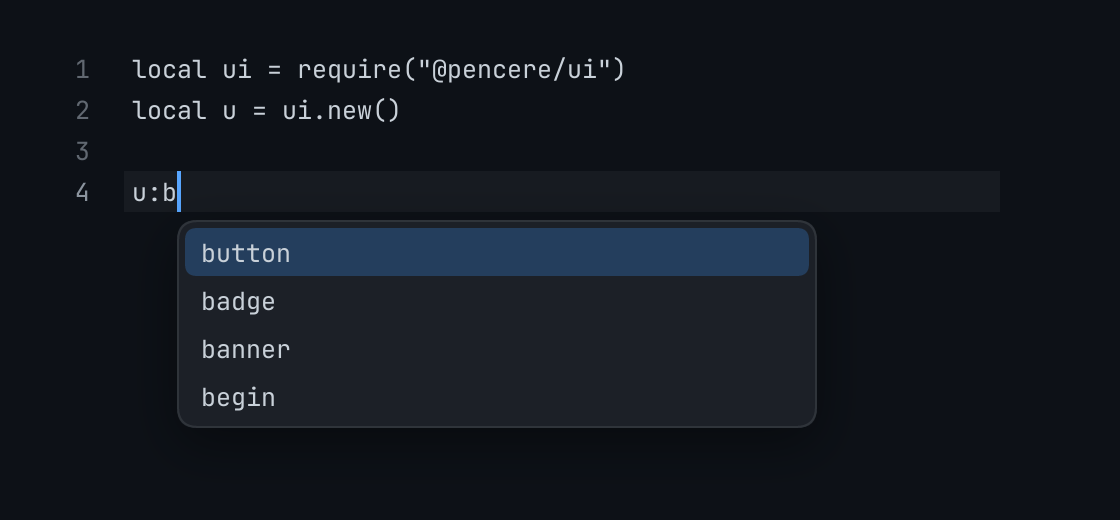 1 local ui = require("@pencere/ui")
2 local u = ui.new()
3
4 u:b
button
badge
banner
begin